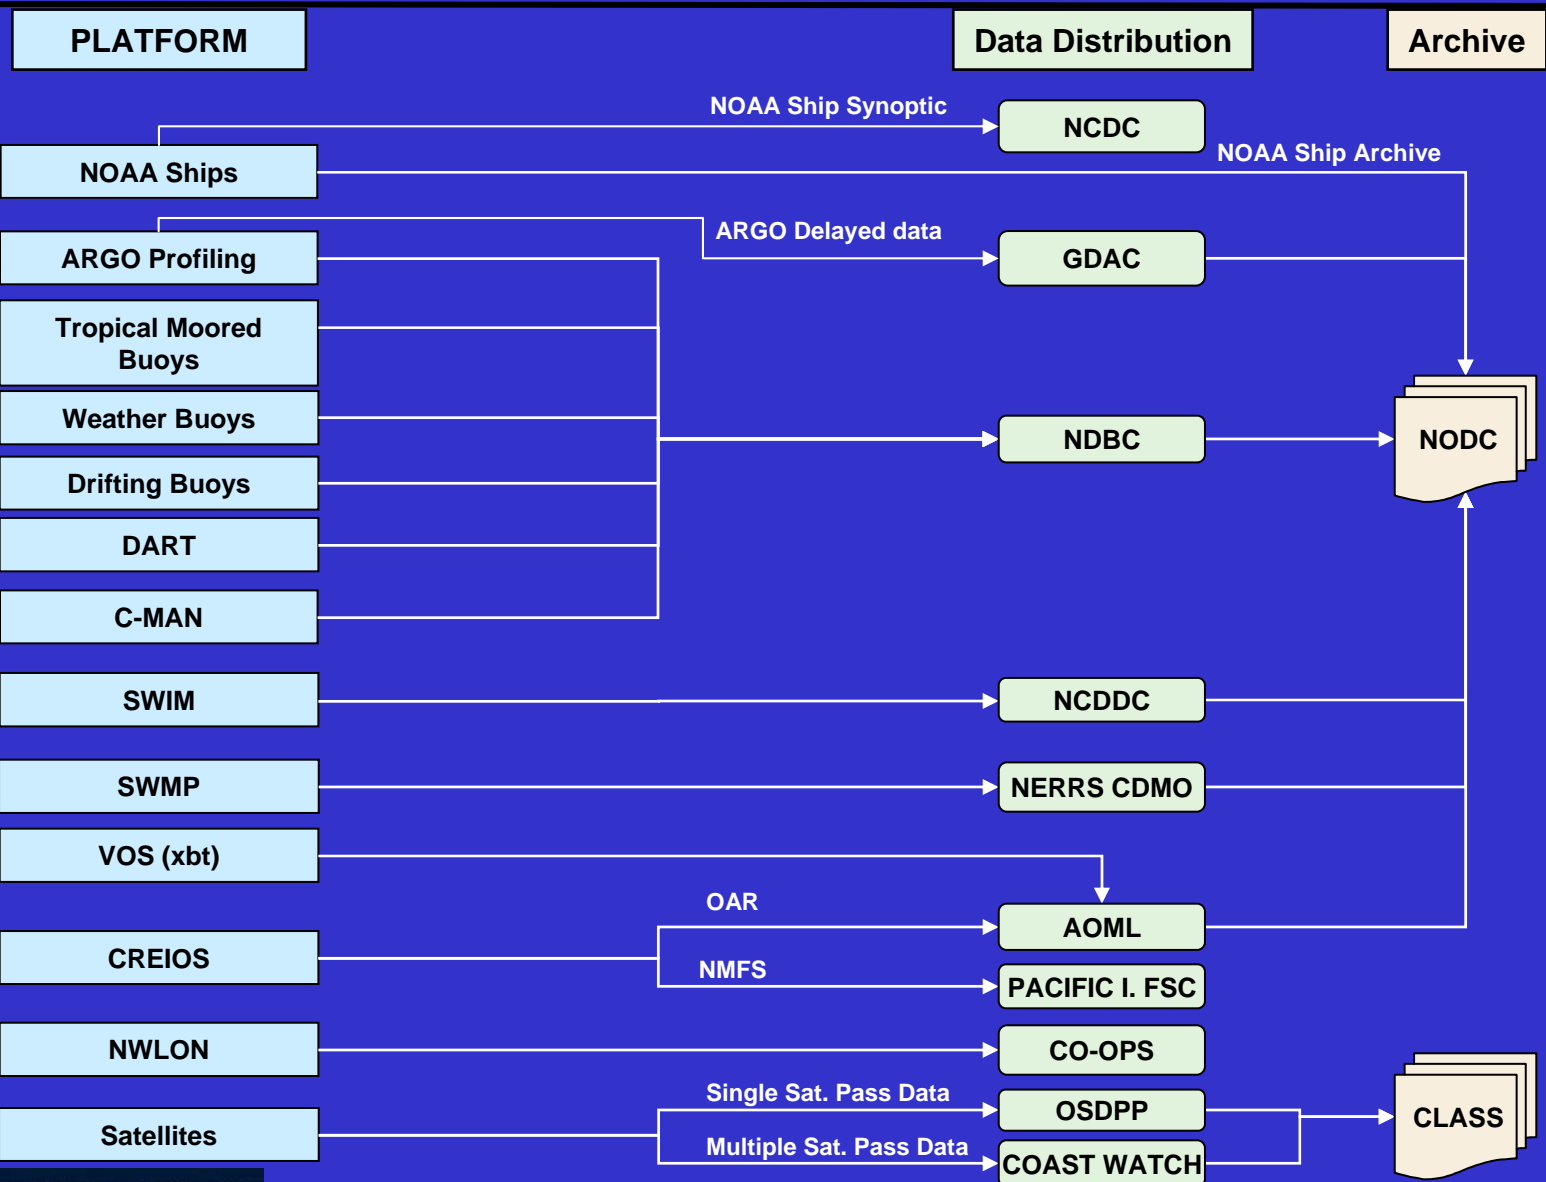 PLATFORM
Data Distribution
Archive
NOAA Ship Synoptic
NCDC
NOAA Ship Archive
NOAA Ships
ARGO Delayed data
ARGO Profiling
GDAC
Tropical Moored
Buoys
Weather Buoys
NDBC
NODC
Drifting Buoys
DART
C-MAN
SWIM
NCDDC
SWMP
NERRS CDMO
VOS (xbt)
OAR
AOML
CREIOS
NMFS
PACIFIC I. FSC
NWLON
CO-OPS
Single Sat. Pass Data
OSDPP
CLASS
Satellites
Multiple Sat. Pass Data
COAST WATCH